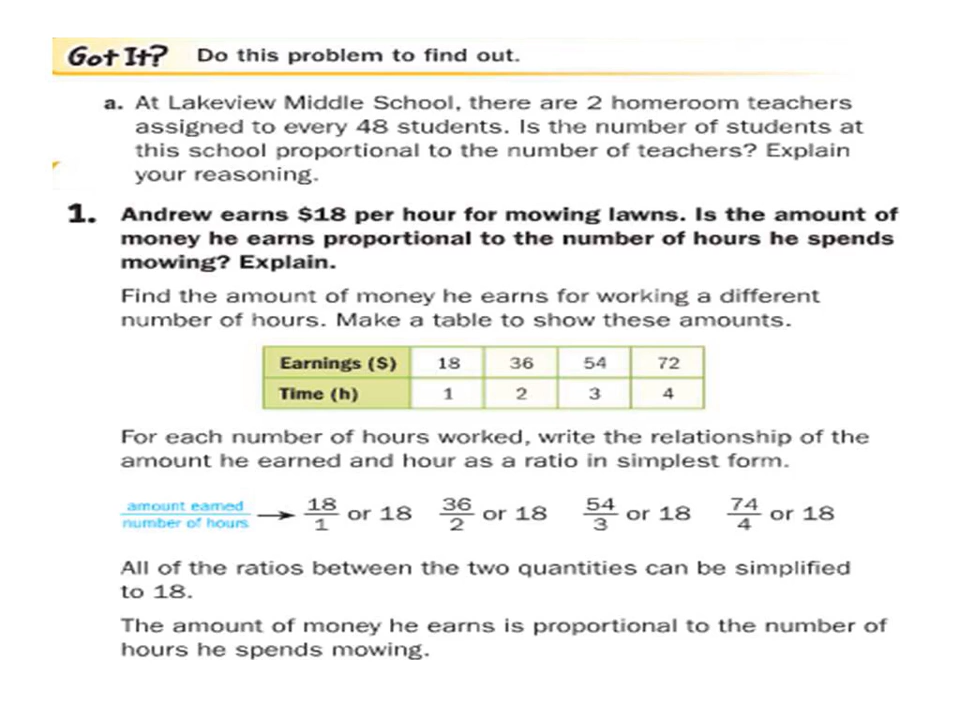 Got It? Do this problem to find out.
a. At Lakeview Middle School, there are 2 homeroom teachers
assigned to every 48 students. Is the number of students at
this school proportional to the number of teachers? Explain
your reasoning.
1. Andrew earns $18 per hour for mowing lawns. Is the amount of
money he earns proportional to the number of hours he spends
mowing? Explain.
Find the amount of money he earns for working a different
number of hours. Make a table to show these amounts.
Earnings ($) 18 36 54 72
Time (h) 1 2 3 4
For each number of hours worked, write the relationship of the
amount he earned and hour as a ratio in simplest form.
amount earned/number of hours → 18/1 or 18 36/2 or 18 54/3 or 18 74/4 or 18
All of the ratios between the two quantities can be simplified
to 18.
The amount of money he earns is proportional to the number of
hours he spends mowing.